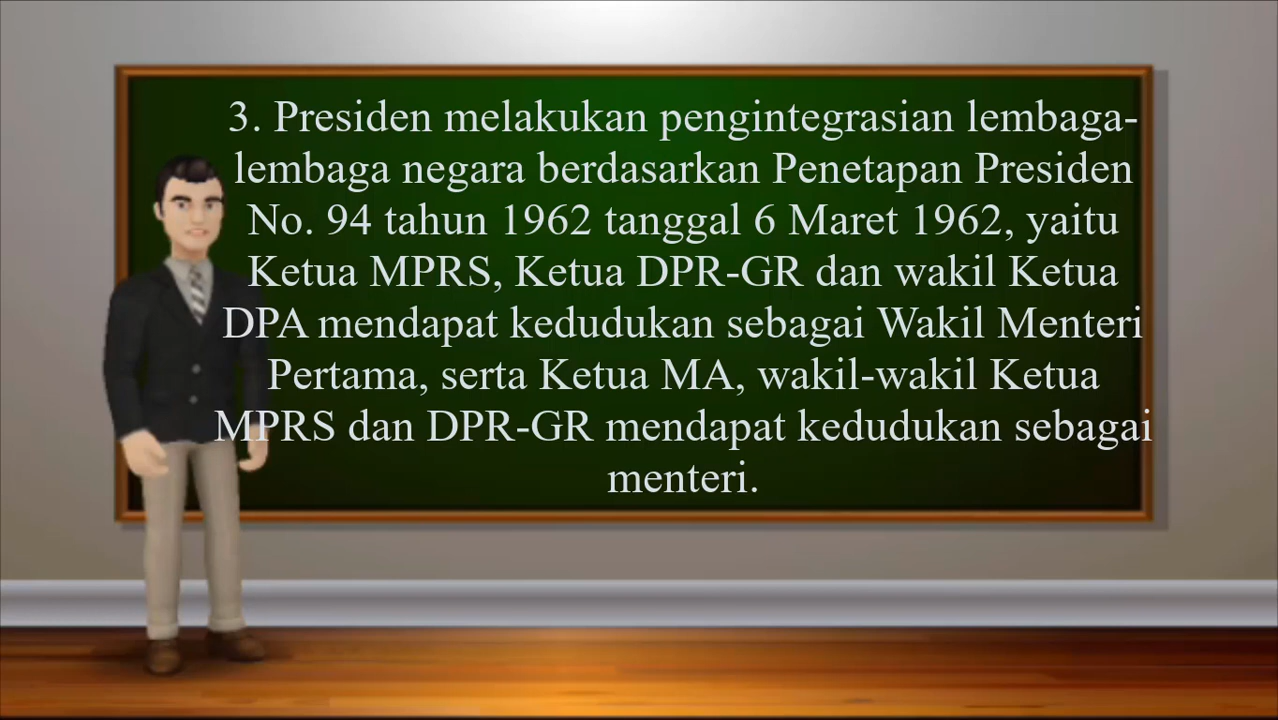 3. Presiden melakukan pengintegrasian lembaga-
lembaga negara berdasarkan Penetapan Presiden
No. 94 tahun 1962 tanggal 6 Maret 1962, yaitu
Ketua MPRS, Ketua DPR-GR dan wakil Ketua
DPA mendapat kedudukan sebagai Wakil Menteri
Pertama, serta Ketua MA, wakil-wakil Ketua
MPRS dan DPR-GR mendapat kedudukan sebagai
menteri.